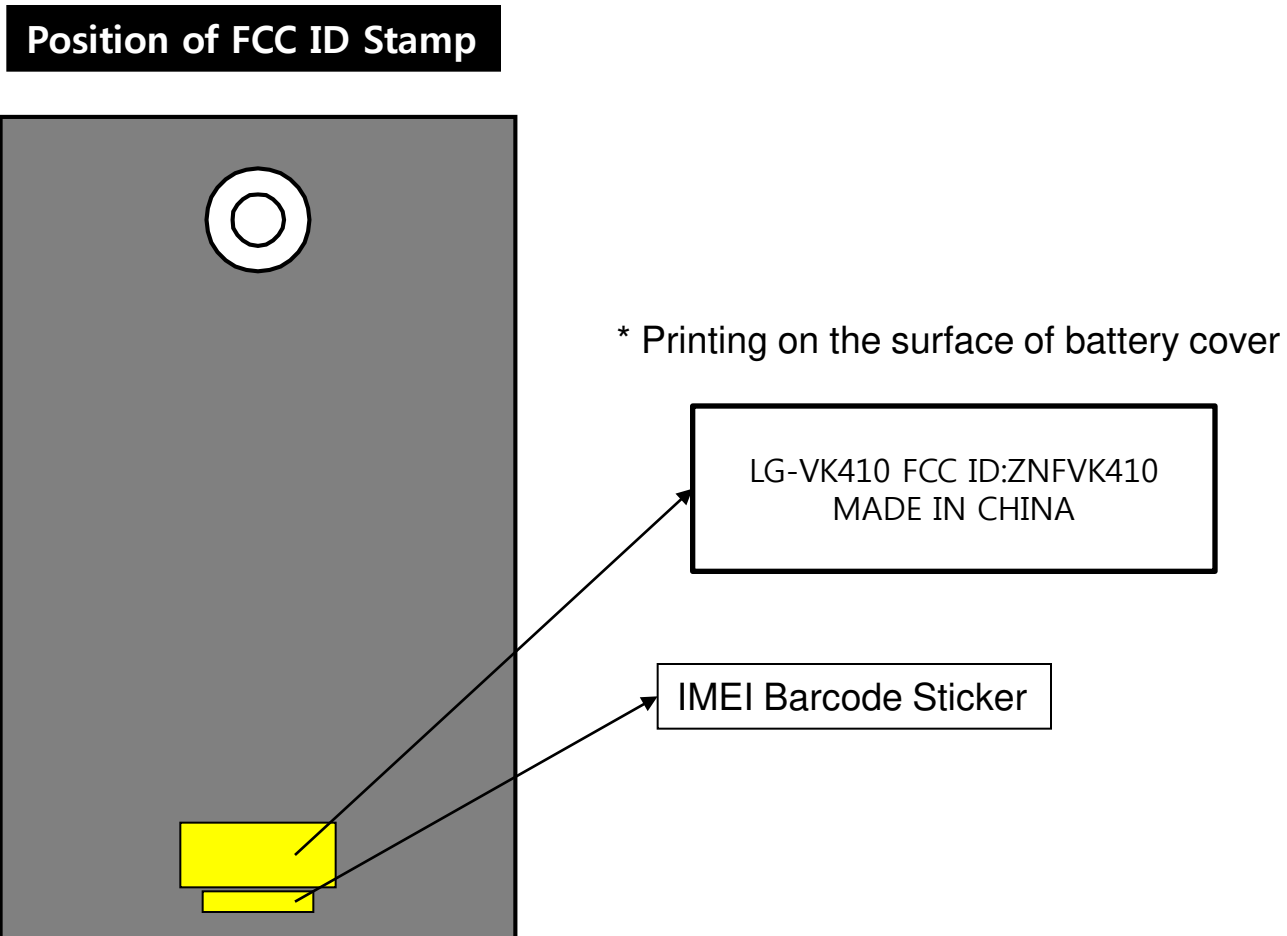 Position of FCC ID Stamp
* Printing on the surface of battery cover
LG-VK410 FCC ID:ZNFVK410
MADE IN CHINA
IMEI Barcode Sticker